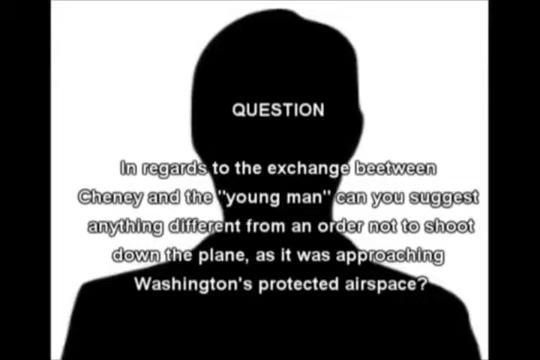 QUESTION
In regards to the exchange beetween
Cheney and the "young man" can you suggest
anything different from an order not to shoot
down the plane, as it was approaching
Washington's protected airspace?